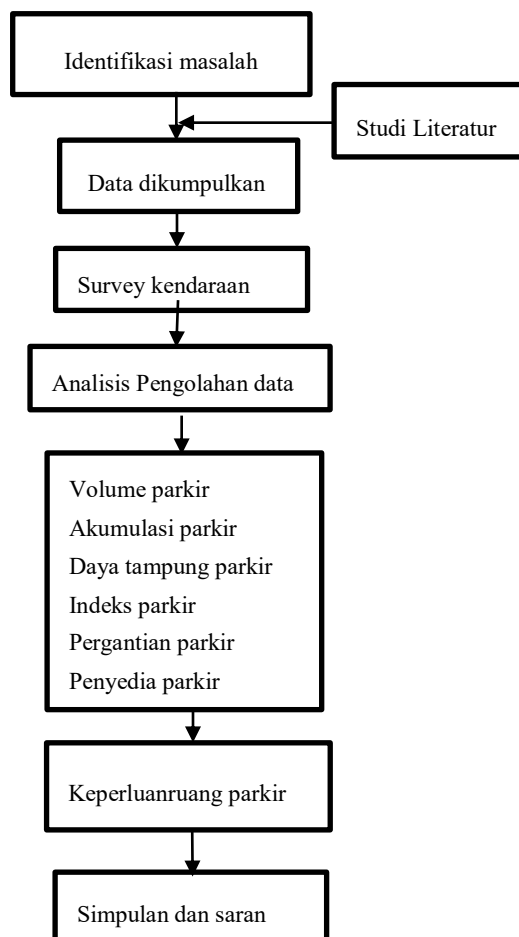 Identifikasi masalah
Studi Literatur
Data dikumpulkan
Survey kendaraan
Analisis Pengolahan data
Volume parkir
Akumulasi parkir
Daya tampung parkir
Indeks parkir
Pergantian parkir
Penyedia parkir
Keperluanruang parkir
Simpulan dan saran